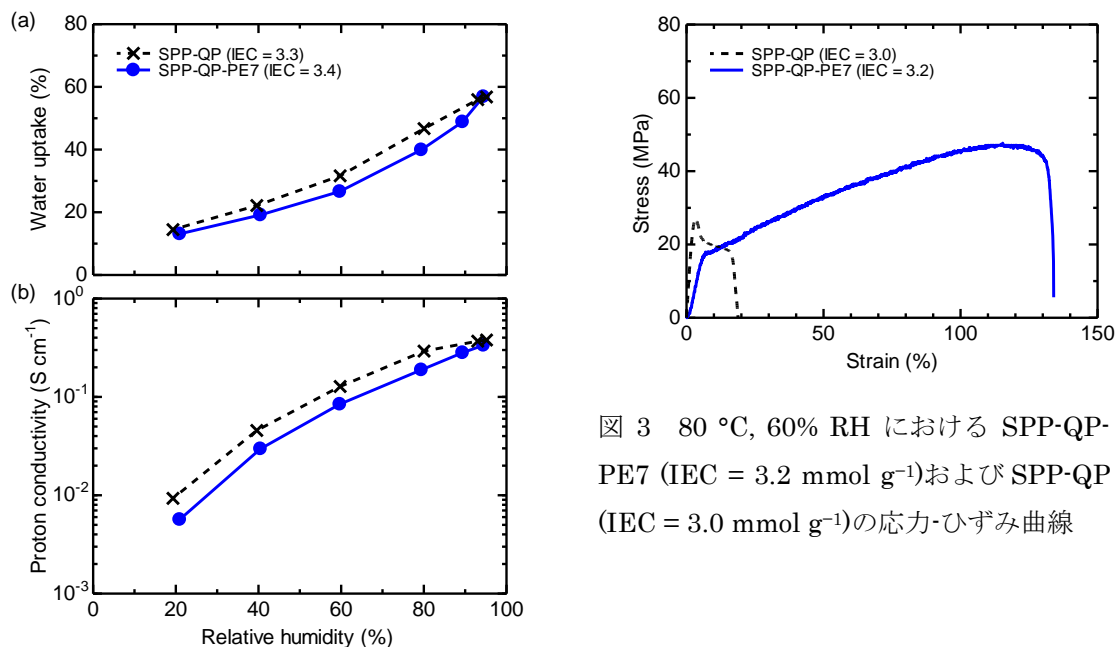 (a)
80
60
40
20
0
Water uptake (%)
SPP-QP (IEC = 3.3)
SPP-QP-PE7 (IEC = 3.4)
(b)
10⁰
10⁻¹
10⁻²
10⁻³
Proton conductivity (S cm⁻¹)
0 20 40 60 80 100
Relative humidity (%)
80
60
40
20
0
Stress (MPa)
SPP-QP (IEC = 3.0)
SPP-QP-PE7 (IEC = 3.2)
0 50 100 150
Strain (%)
図 3 80 °C, 60% RH における SPP-QP-
PE7 (IEC = 3.2 mmol g⁻¹)および SPP-QP
(IEC = 3.0 mmol g⁻¹)の応力-ひずみ曲線